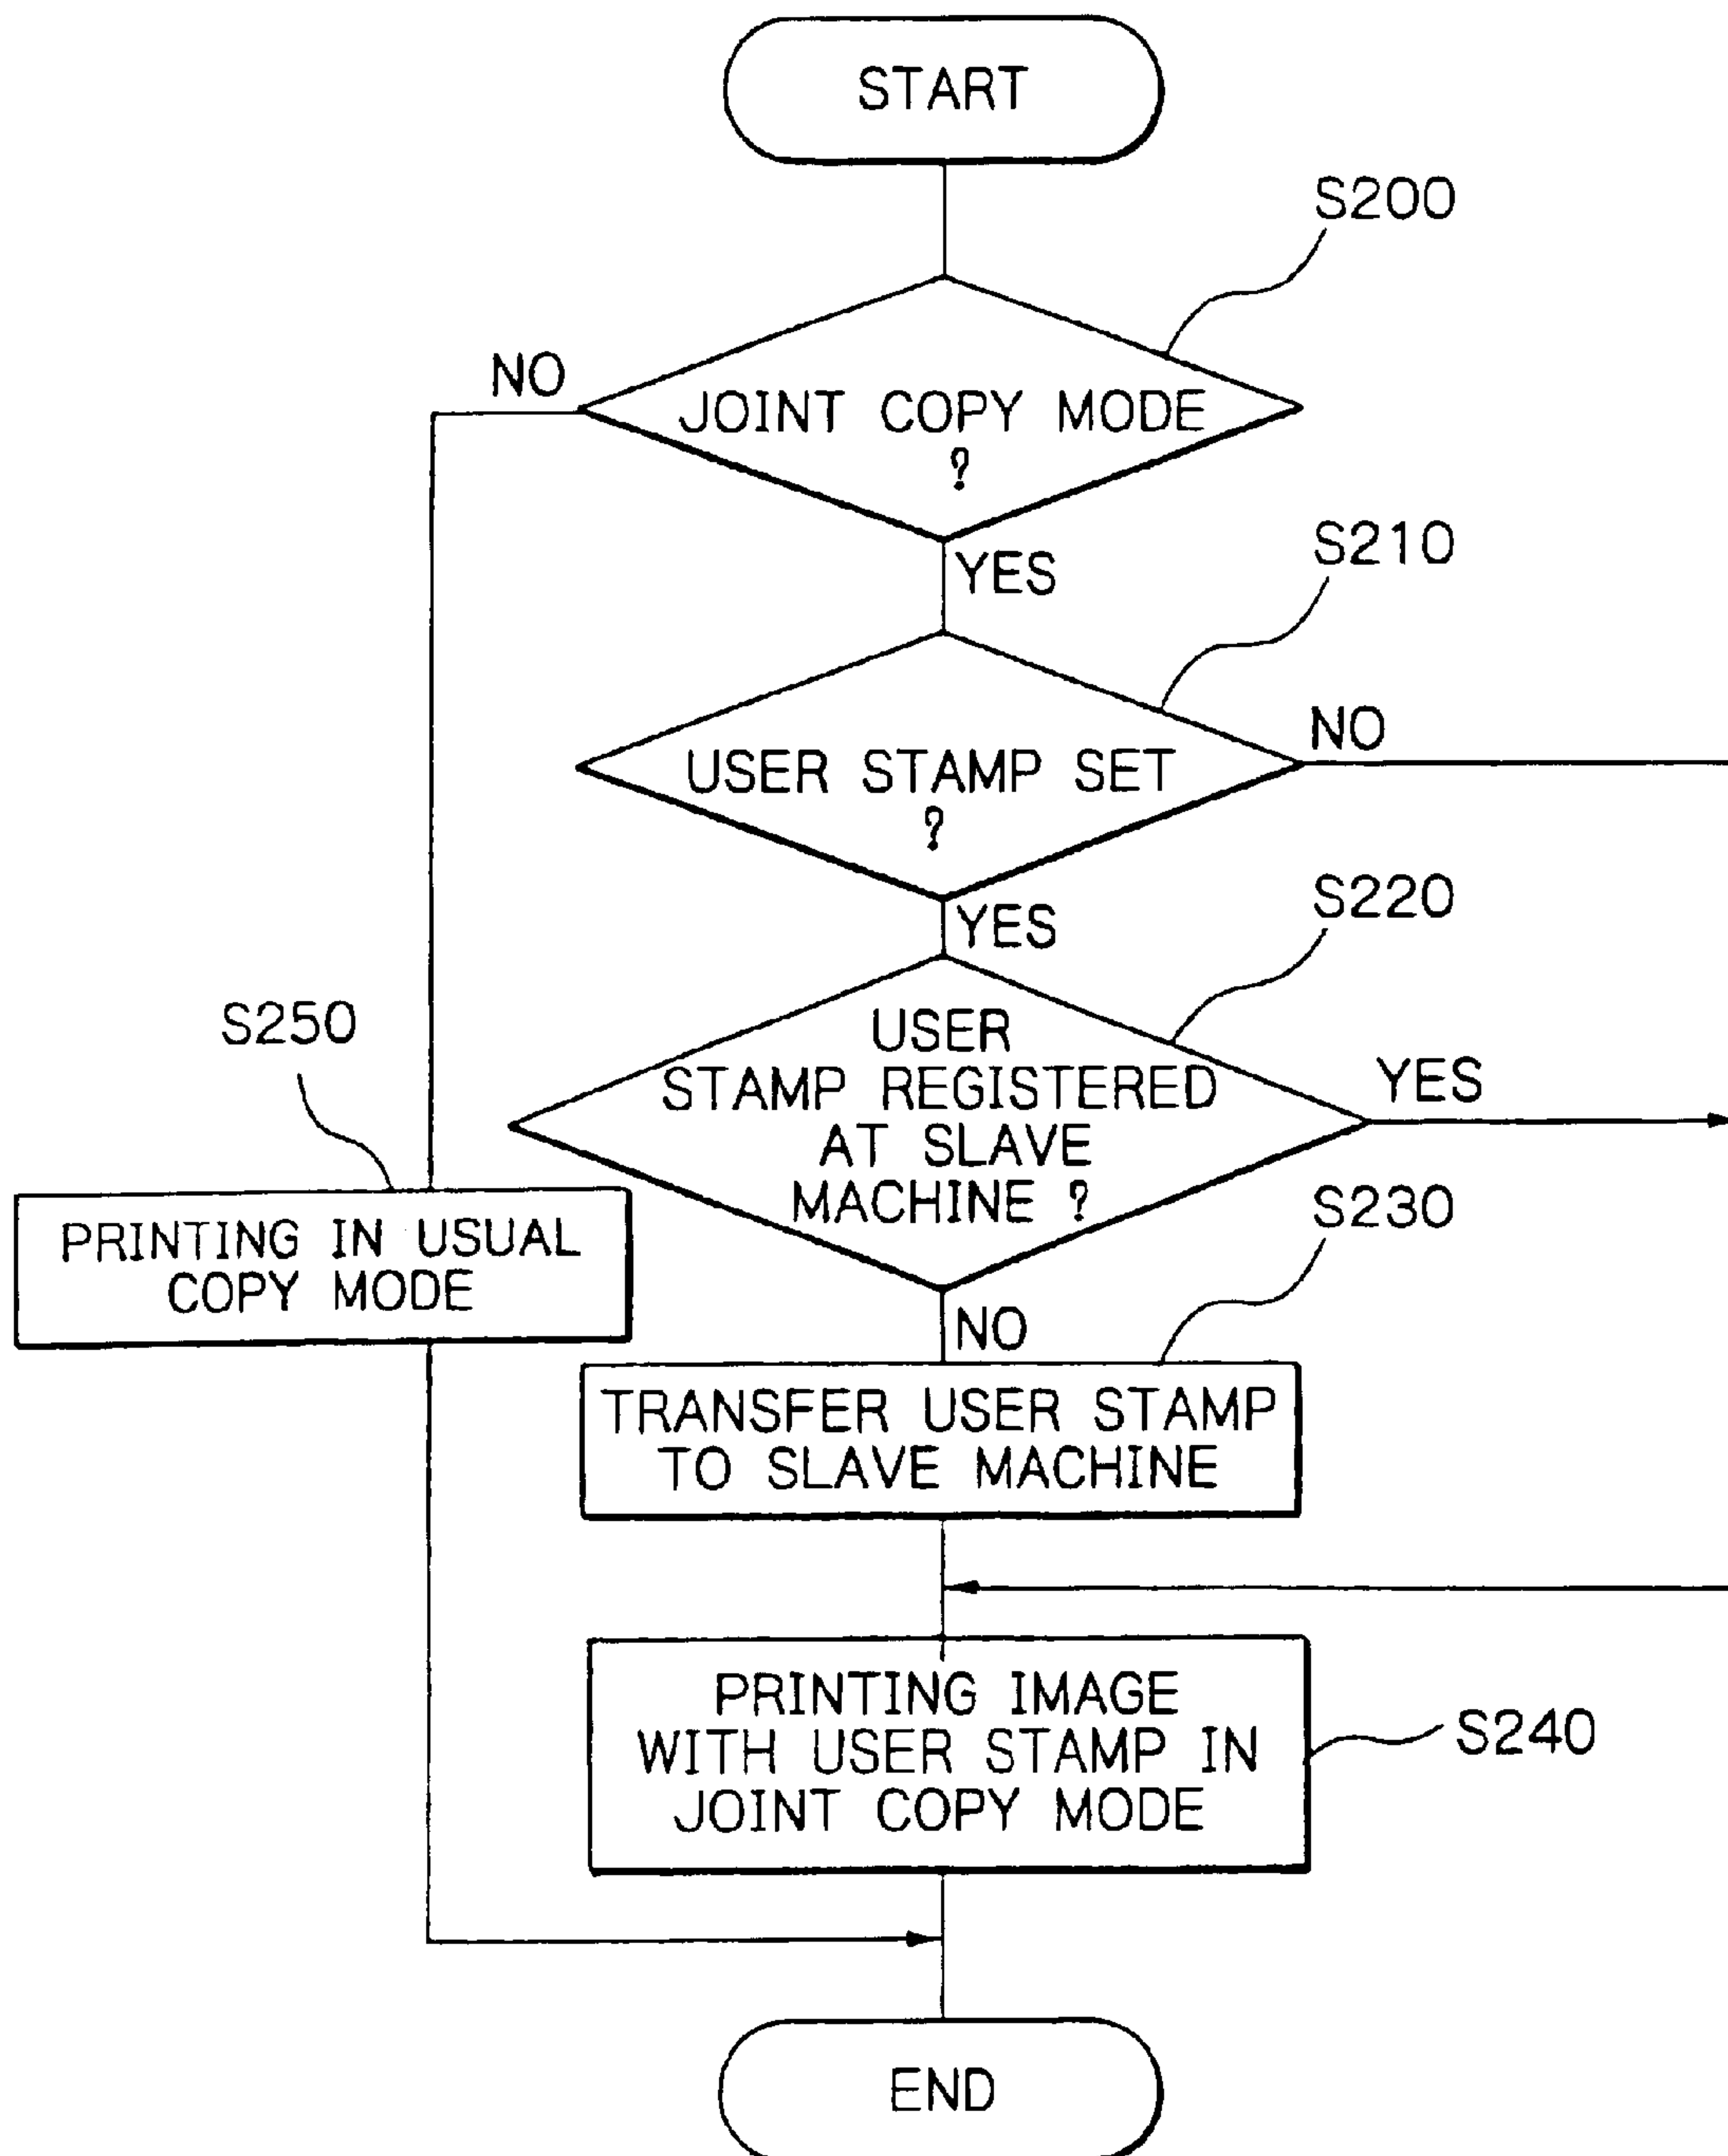 START
S200
NO
JOINT COPY MODE
?
YES
S210
NO
USER STAMP SET
?
YES
S220
S250
USER
STAMP REGISTERED
AT SLAVE
MACHINE ?
YES
S230
PRINTING IN USUAL
COPY MODE
NO
TRANSFER USER STAMP
TO SLAVE MACHINE
PRINTING IMAGE
WITH USER STAMP IN
JOINT COPY MODE
S240
END